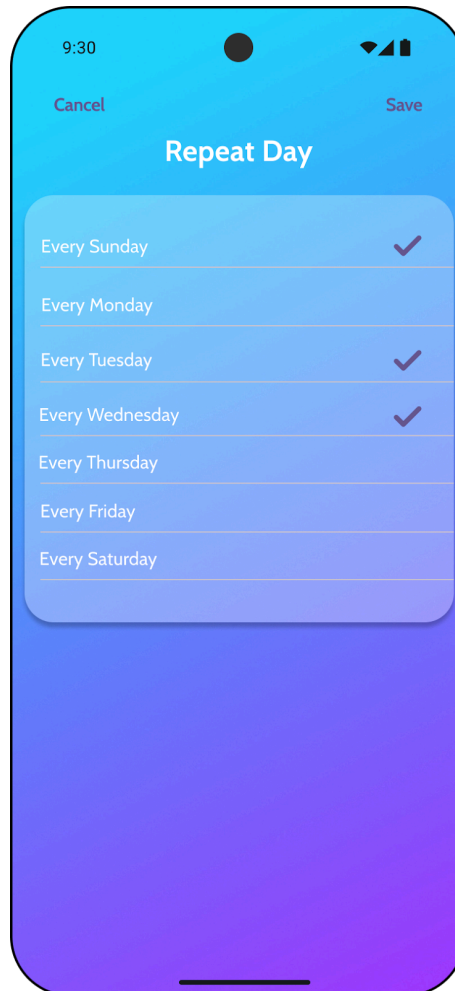 9:30
Cancel Save
Repeat Day
Every Sunday
Every Monday
Every Tuesday
Every Wednesday
Every Thursday
Every Friday
Every Saturday